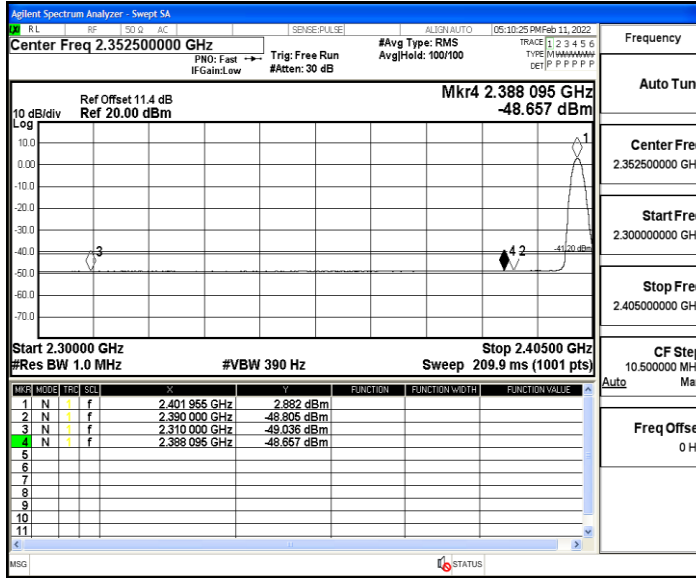 Agilent Spectrum Analyzer - Swept SA
RL RF 50 Ω AC SENSE:PULSE ALIGN AUTO 05:10:25 PM Feb 11, 2022
Center Freq 2.352500000 GHz
PNO: Fast
IFGain:Low
Trig: Free Run
#Atten: 30 dB
#Avg Type: RMS
Avg|Hold: 100/100
TRACE 1 2 3 4 5 6
TYPE M
DET P P P P P P
Frequency
Auto Tun
Ref Offset 11.4 dB
10 dB/div Ref 20.00 dBm
Log
Mkr4 2.388 095 GHz
-48.657 dBm
10.0
0.00
-10.0
-20.0
-30.0
-40.0
-50.0
-60.0
-70.0
1
3
4 2
-41.20 dBm
Center Fre
2.352500000 GH
Start Fre
2.300000000 GH
Stop Fre
2.405000000 GH
Start 2.30000 GHz Stop 2.40500 GHz
#Res BW 1.0 MHz #VBW 390 Hz Sweep 209.9 ms (1001 pts)
CF Step
10.500000 MH
Auto Ma
MKR MODE TRC SCL X Y FUNCTION FUNCTION WIDTH FUNCTION VALUE
1 N 1 f 2.401 955 GHz 2.882 dBm
2 N 1 f 2.390 000 GHz -48.805 dBm
3 N 1 f 2.310 000 GHz -49.036 dBm
4 N 1 f 2.388 095 GHz -48.657 dBm
5
6
7
8
9
10
11
Freq Offse
0 H
MSG STATUS